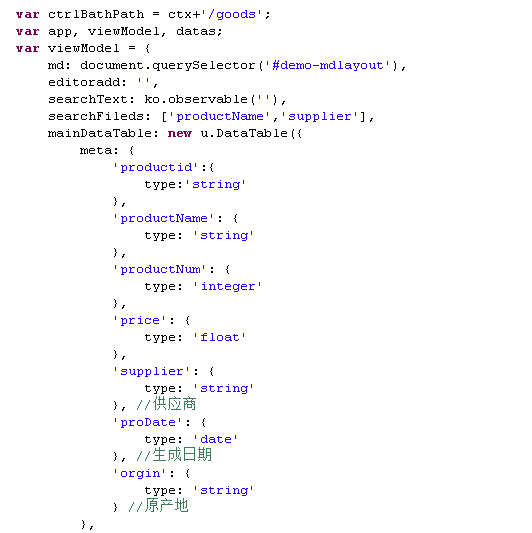 var ctrlBathPath = ctx+'/goods';
var app, viewModel, datas;
var viewModel = {
    md: document.querySelector('#demo-mdlayout'),
    editoradd: '',
    searchText: ko.observable(''),
    searchFileds: ['productName','supplier'],
    mainDataTable: new u.DataTable({
        meta: {
            'productid':{
                type:'string'
            },
            'productName': {
                type: 'string'
            },
            'productNum': {
                type: 'integer'
            },
            'price': {
                type: 'float'
            },
            'supplier': {
                type: 'string'
            }, //供应商
            'proDate': {
                type: 'date'
            }, //生成日期
            'orgin': {
                type: 'string'
            } //原产地
        },